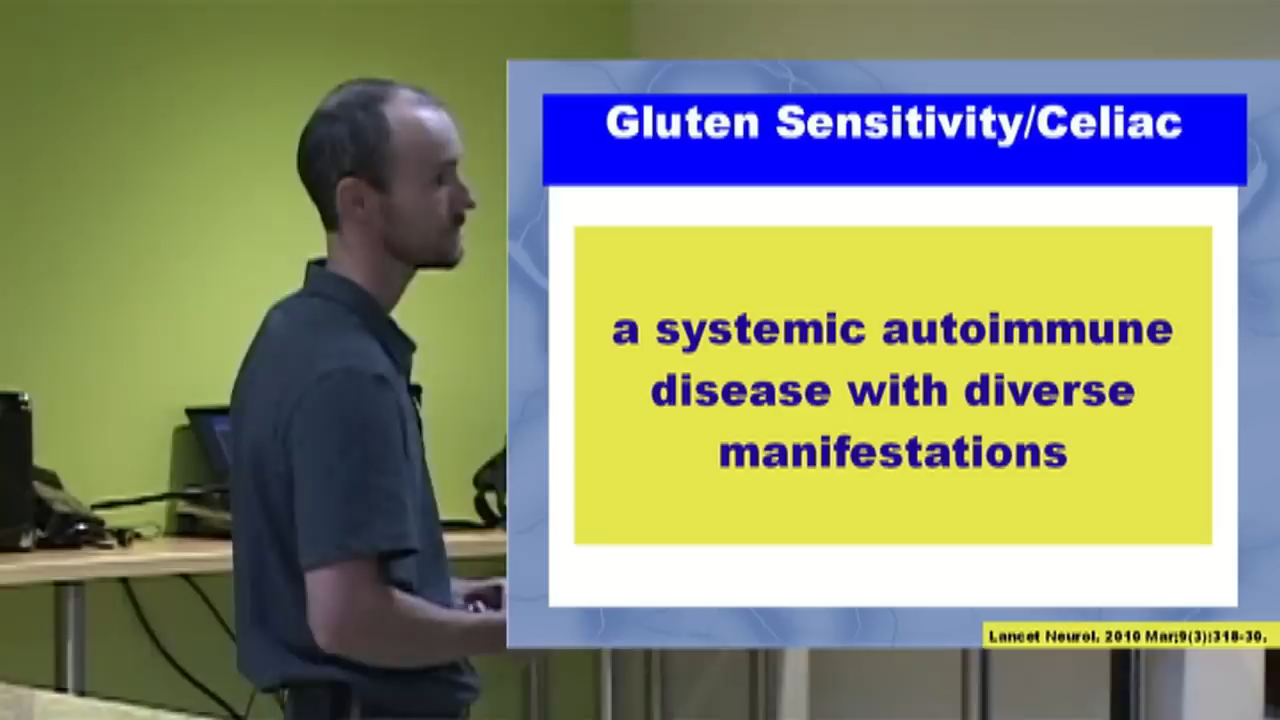 Gluten Sensitivity/Celiac
a systemic autoimmune
disease with diverse
manifestations
Lancet Neurol. 2010 Mar;9(3):318-30.